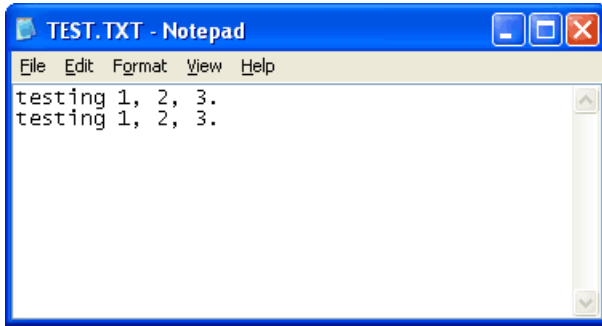 TEST.TXT - Notepad
File Edit Format View Help
testing 1, 2, 3.
testing 1, 2, 3.